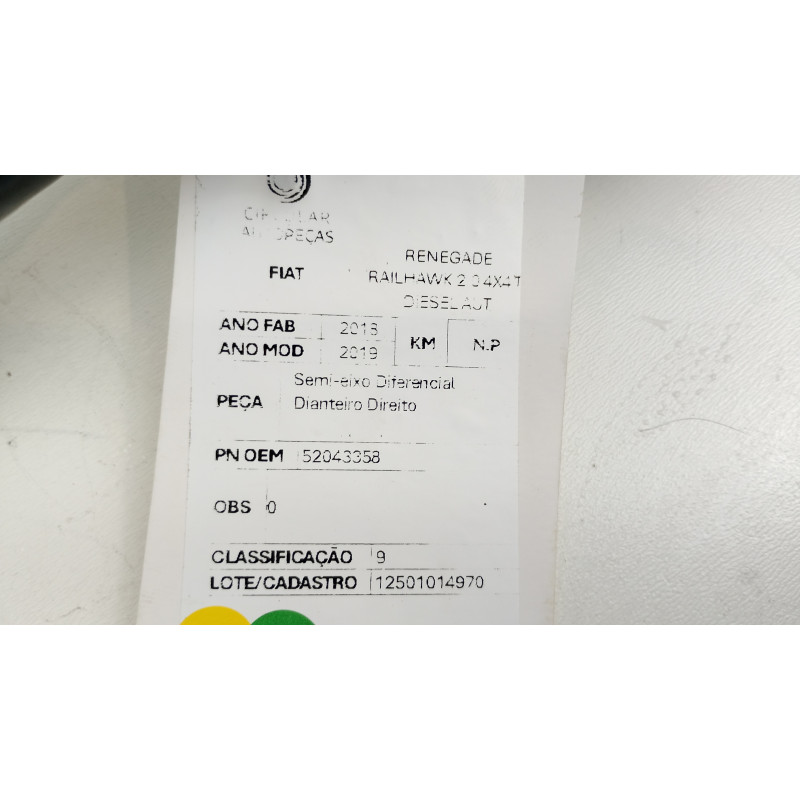 CIRCULAR
AUTOPEÇAS
FIAT
RENEGADE
RAILHAWK 2.0 4X4 T
DIESEL AUT
ANO FAB 2018
KM N.P
ANO MOD 2019
Semi-eixo Diferencial
PEÇA Dianteiro Direito
PN OEM 52043358
OBS 0
CLASSIFICAÇÃO 9
LOTE/CADASTRO 12501014970